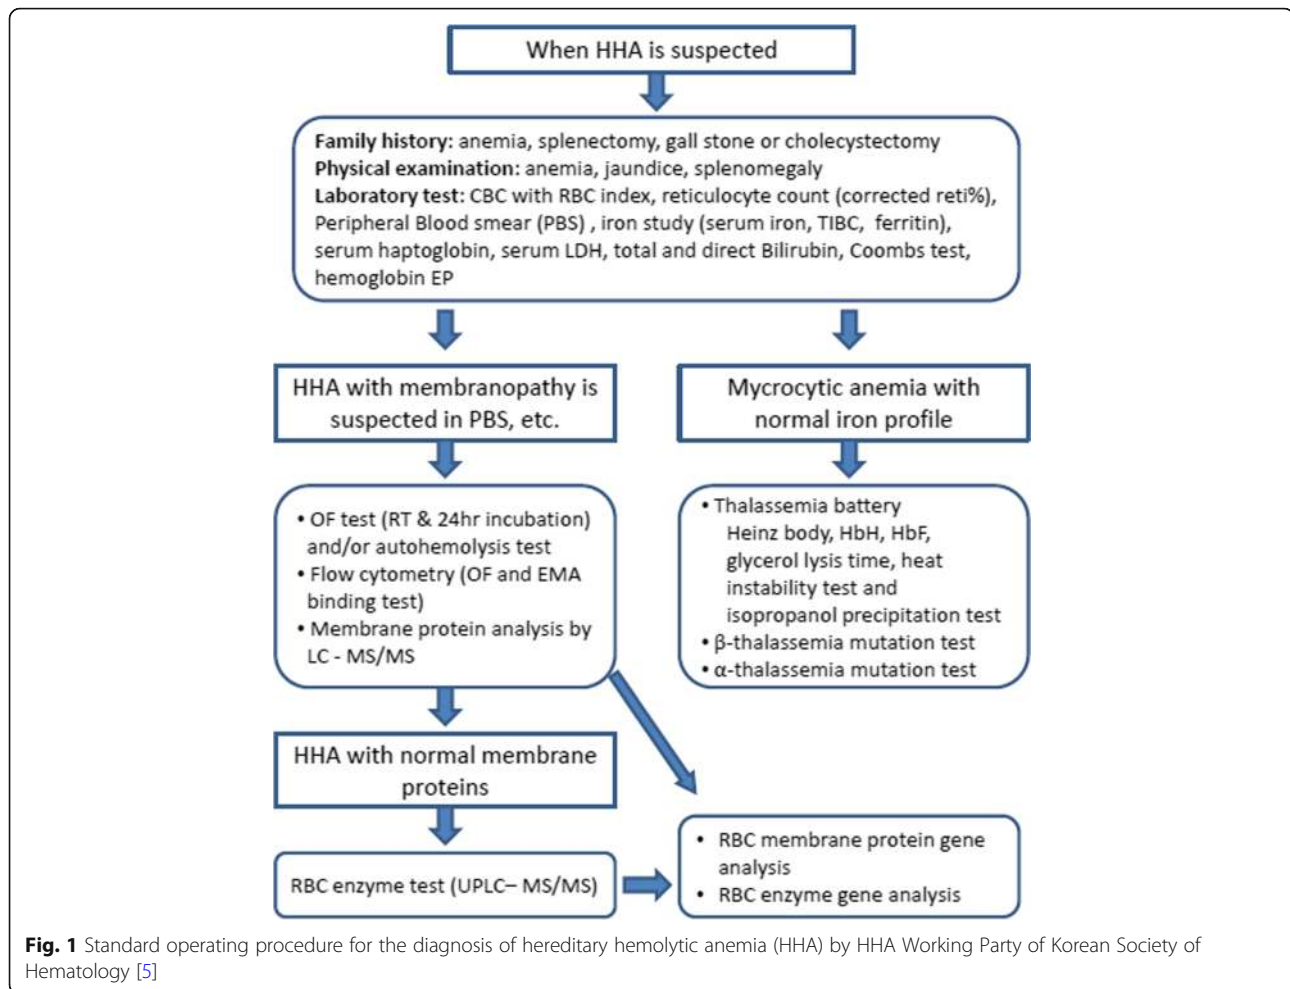 When HHA is suspected
Family history: anemia, splenectomy, gall stone or cholecystectomy
Physical examination: anemia, jaundice, splenomegaly
Laboratory test: CBC with RBC index, reticulocyte count (corrected reti%),
Peripheral Blood smear (PBS) , iron study (serum iron, TIBC, ferritin),
serum haptoglobin, serum LDH, total and direct Bilirubin, Coombs test,
hemoglobin EP
HHA with membranopathy is
suspected in PBS, etc.
Mycrocytic anemia with
normal iron profile
• OF test (RT & 24hr incubation)
and/or autohemolysis test
• Flow cytometry (OF and EMA
binding test)
• Membrane protein analysis by
LC - MS/MS
• Thalassemia battery
Heinz body, HbH, HbF,
glycerol lysis time, heat
instability test and
isopropanol precipitation test
• β-thalassemia mutation test
• α-thalassemia mutation test
HHA with normal membrane
proteins
RBC enzyme test (UPLC– MS/MS)
• RBC membrane protein gene
analysis
• RBC enzyme gene analysis
Fig. 1 Standard operating procedure for the diagnosis of hereditary hemolytic anemia (HHA) by HHA Working Party of Korean Society of
Hematology [5]